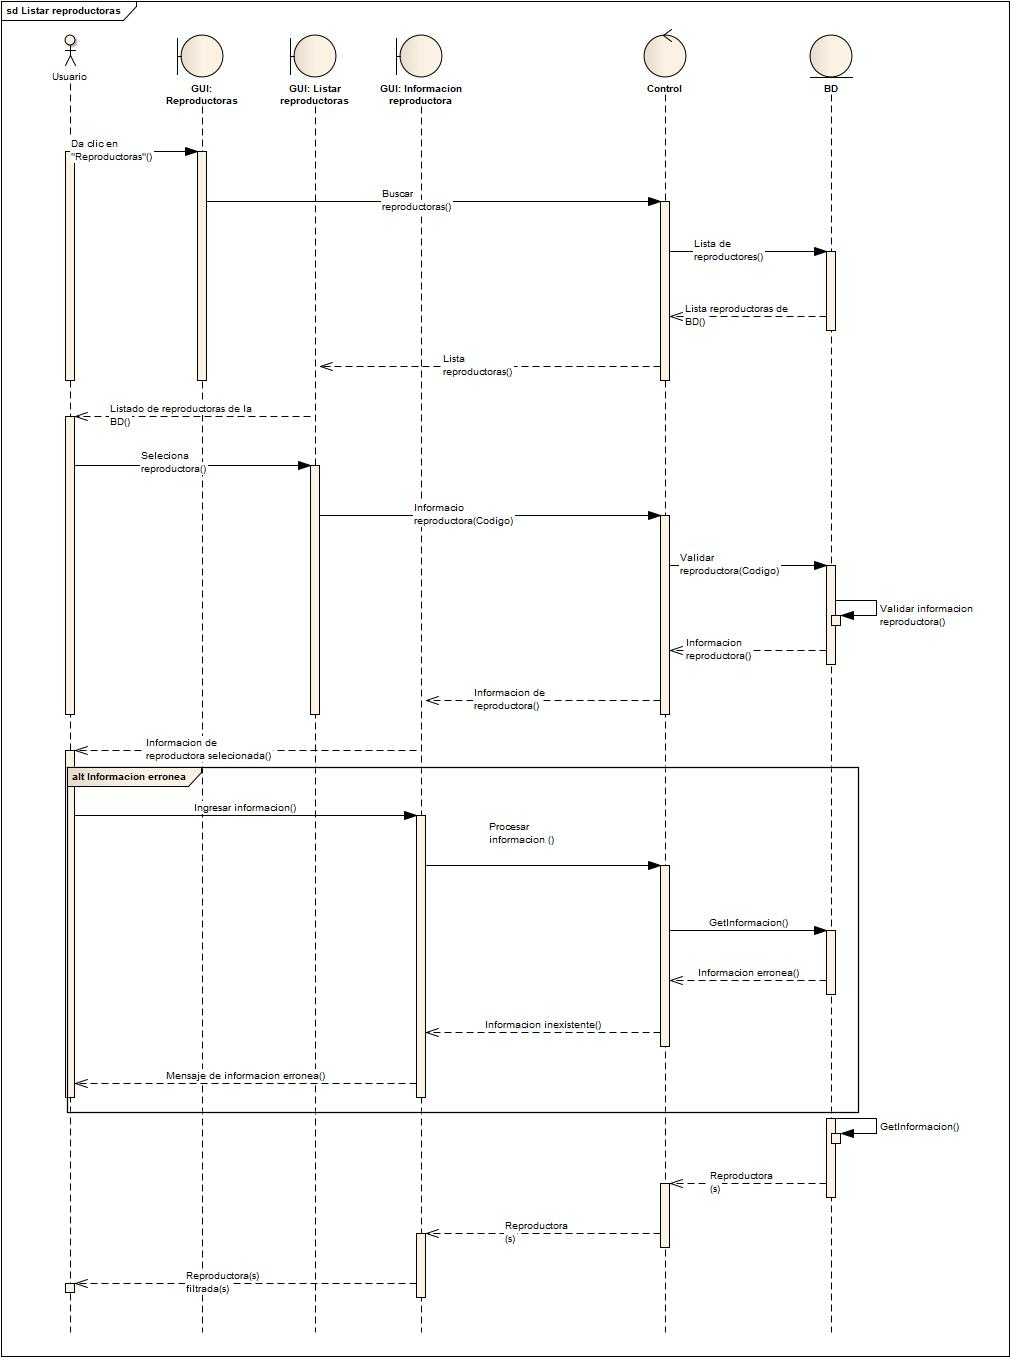 sd Listar reproductoras
Usuario
GUI:
Reproductoras
GUI: Listar
reproductoras
GUI: Informacion
reproductora
Control
BD
Da clic en
"Reproductoras"()
Buscar
reproductoras()
Lista de
reproductores()
Lista reproductoras de
BD()
Lista
reproductoras()
Listado de reproductoras de la
BD()
Seleciona
reproductora()
Informacio
reproductora(Codigo)
Validar
reproductora(Codigo)
Validar informacion
reproductora()
Informacion
reproductora()
Informacion de
reproductora()
Informacion de
reproductora selecionada()
alt Informacion erronea
Ingresar informacion()
Procesar
informacion ()
GetInformacion()
Informacion erronea()
Informacion inexistente()
Mensaje de informacion erronea()
GetInformacion()
Reproductora
(s)
Reproductora
(s)
Reproductora(s)
filtrada(s)